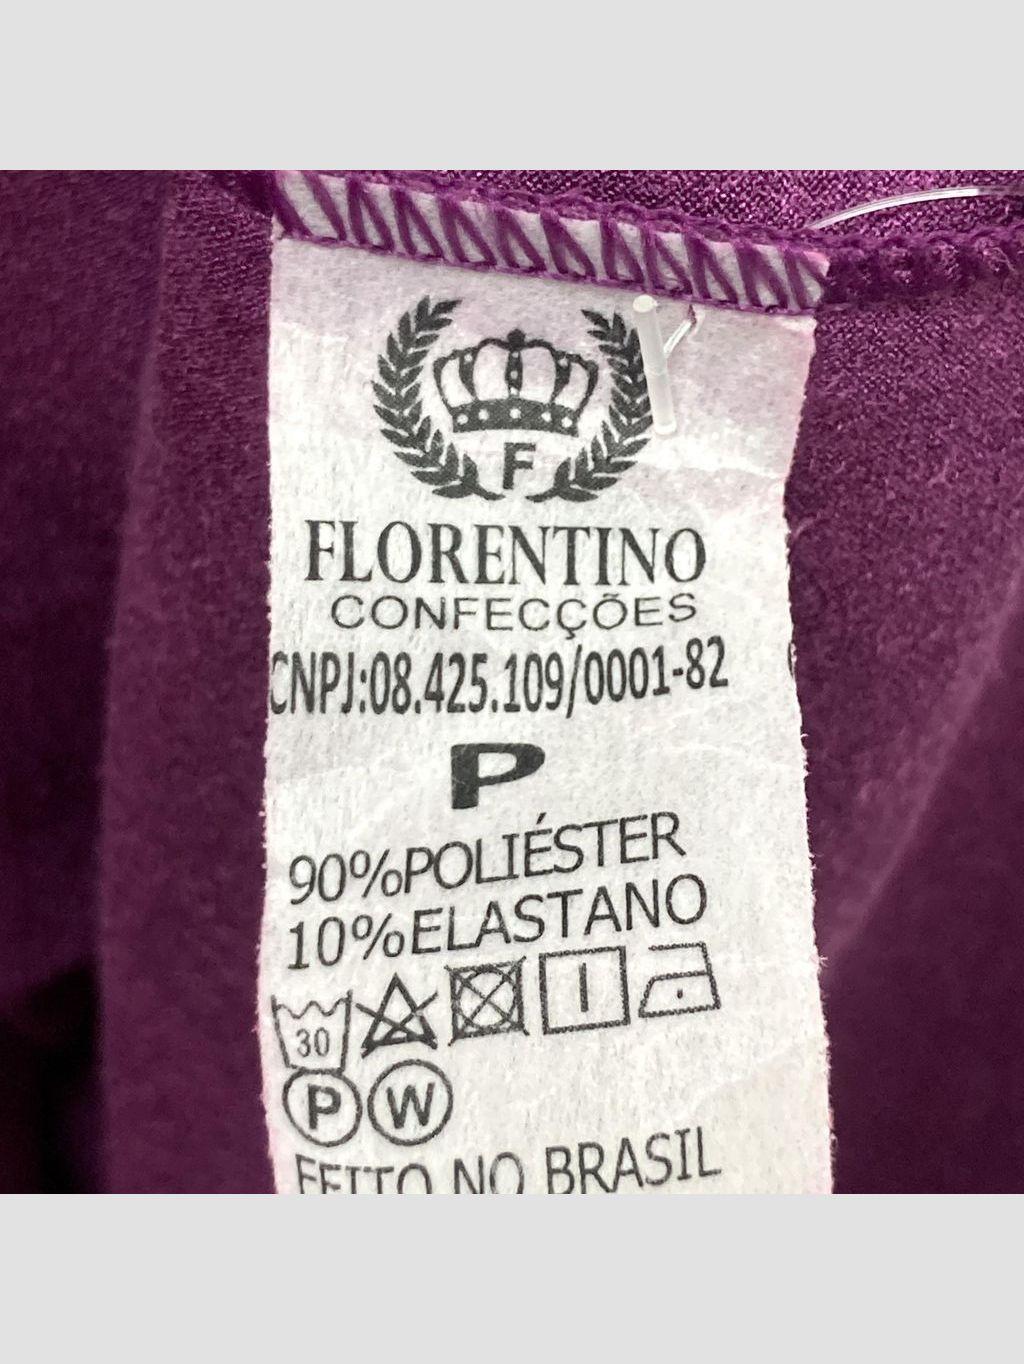 F
FLORENTINO
CONFECÇÕES
CNPJ:08.425.109/0001-82
P
90%POLIÉSTER
10%ELASTANO
30
P W
FEITO NO BRASIL